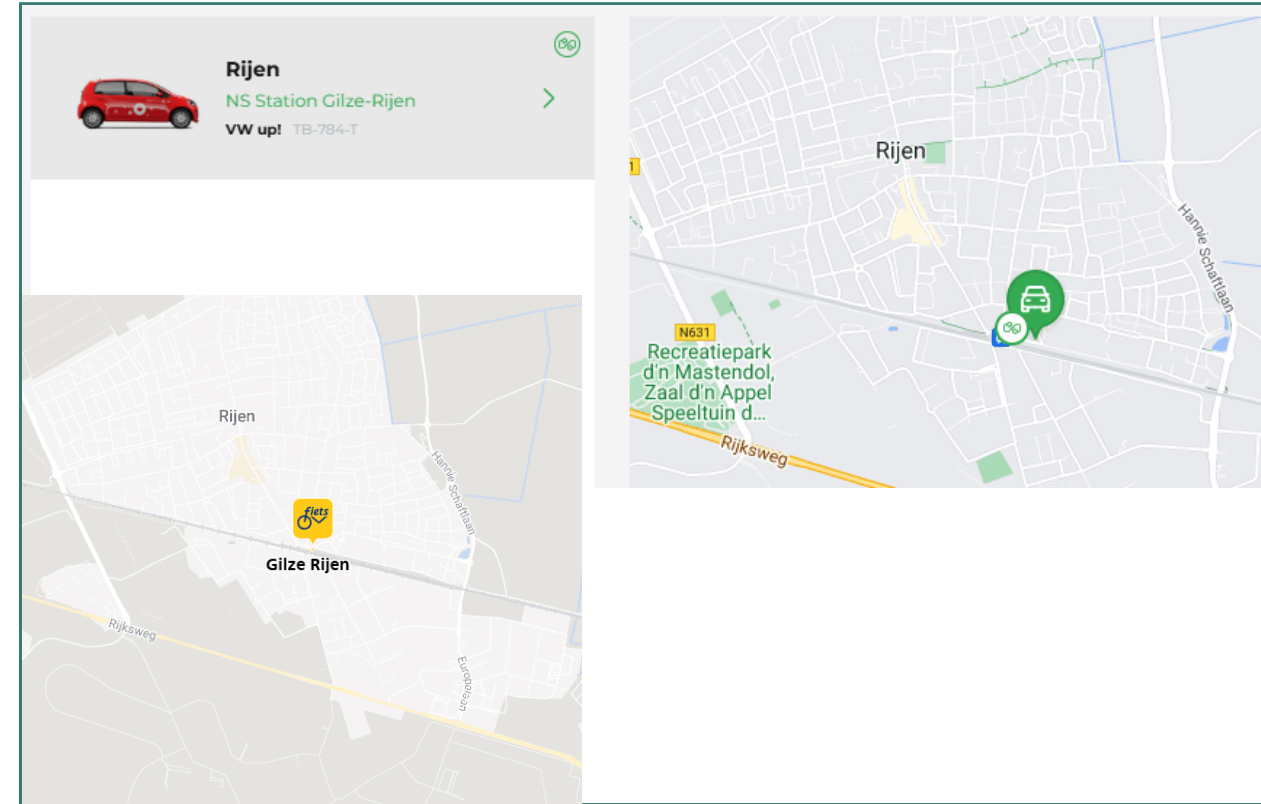 Rijen
NS Station Gilze-Rijen
VW up! TB-784-T
Rijen
Hannie Schaftlaan
N631
Recreatiepark
d'n Mastendol,
Zaal d'n Appel
Speeltuin d...
Rijksweg
Rijen
Hannie Schaftlaan
fiets
Gilze Rijen
Rijksweg
Europalaan